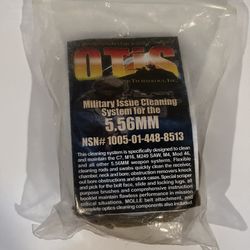 OTIS
Technology, Inc.
Military Issue Cleaning
System for the
5.56MM
NSN# 1005-01-448-8513
This cleaning system is specifically designed to clean
and maintain the C7, M16, M249 SAW, M4, Mod 46,
and all other 5.56MM weapon systems. Flexible
cleaning rods and swabs quickly clean the receiver,
chamber, neck and bore; obstruction removers knock
out bore obstructions and stuck cases. Special scraper
and pick for the bolt face, slide and locking lugs. All
purpose brushes and comprehensive instruction
booklet maintain flawless performance in mission
critical situations. MOLLE belt attachment, and
complete optics cleaning components also included